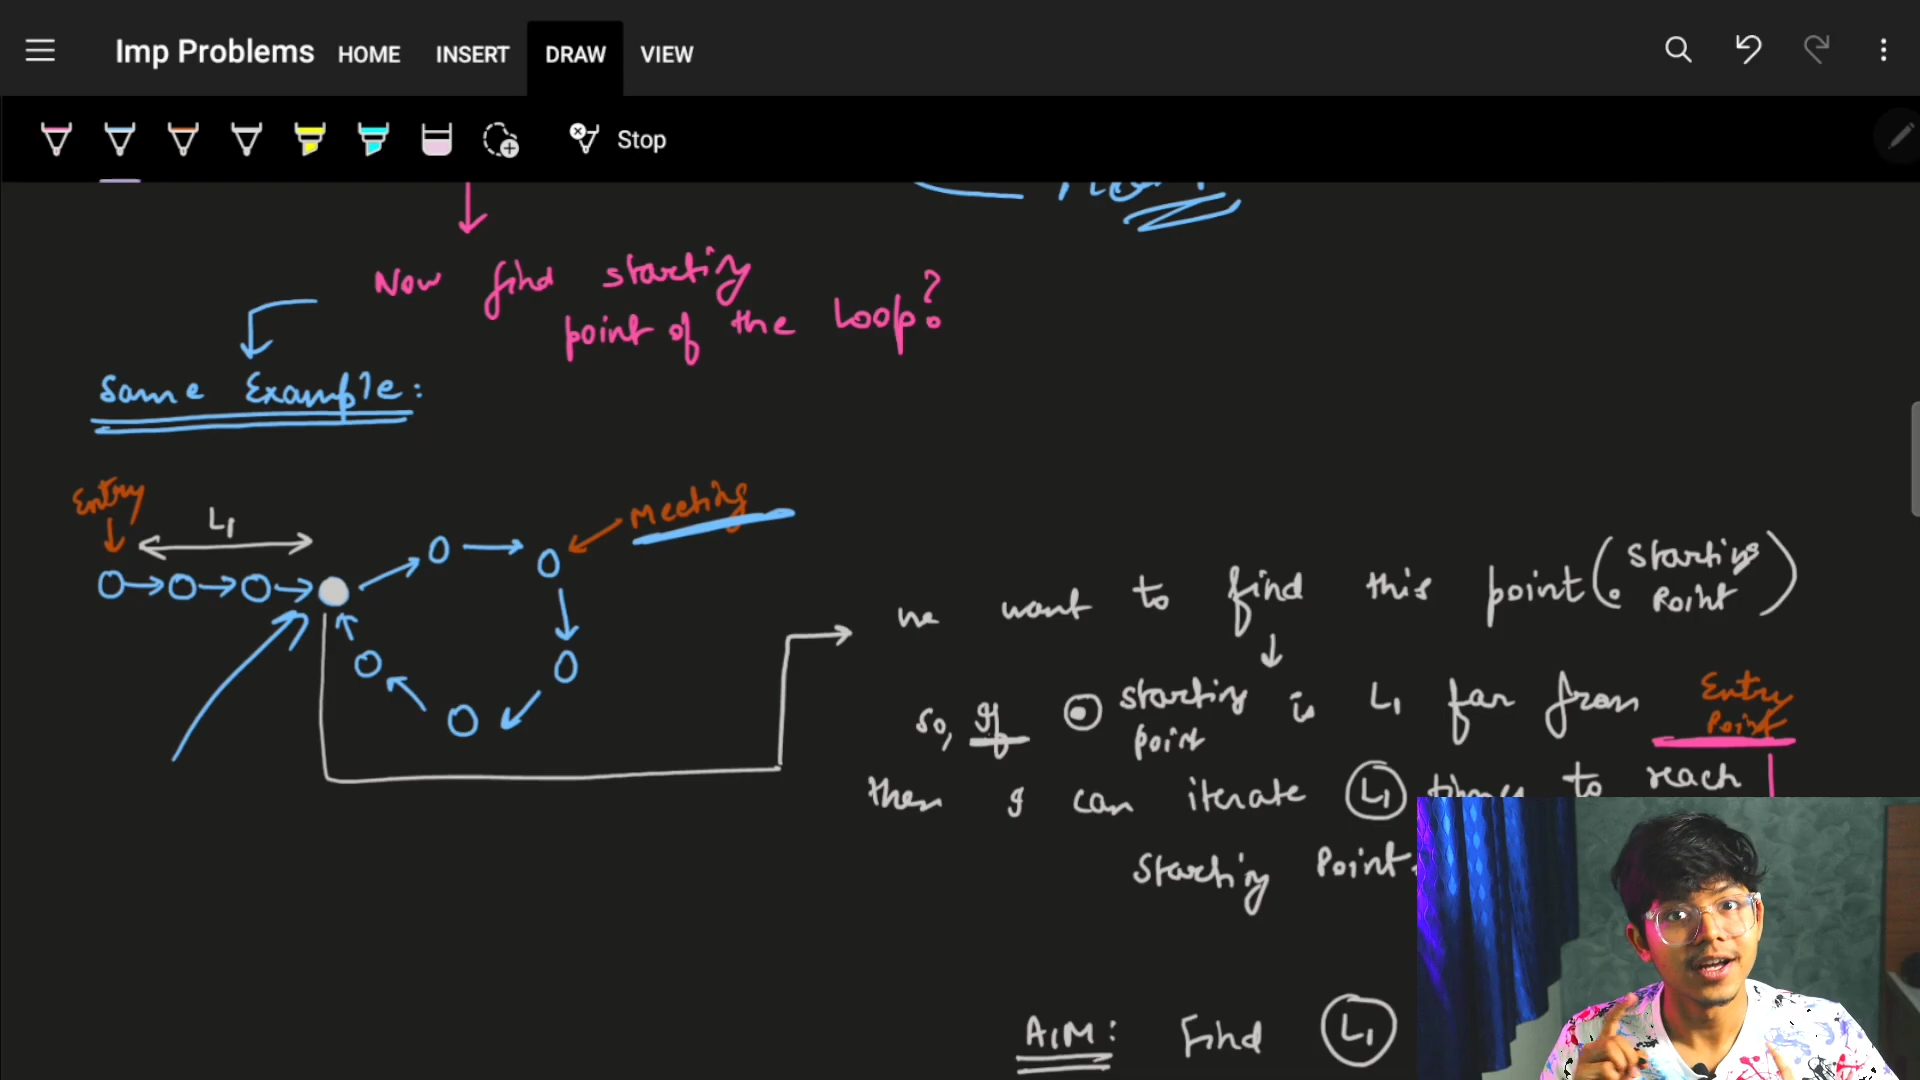 Imp Problems HOME INSERT DRAW VIEW
Stop
Now find starting
point of the Loop?
Same Example:
Entry
L1
Meeting
we want to find this point (Starting
Point)
so, if starting
point is L1 far from Entry
Point
then I can iterate L1 times to reach
Starting Point.
AIM: Find L1